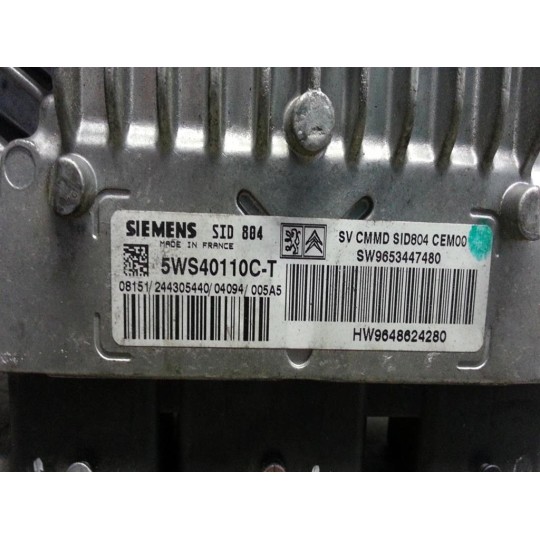 SIEMENS SID 804
MADE IN FRANCE
5WS40110C-T
08151/244305440/04094/005A5
SV CMMD SID804 CEM00
SW9653447480
HW9648624280